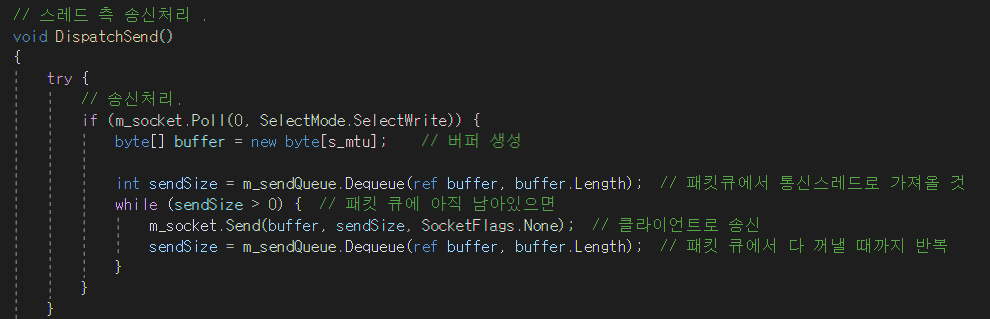 // 스레드 측 송신처리 .
void DispatchSend()
{
try {
// 송신처리.
if (m_socket.Poll(0, SelectMode.SelectWrite)) {
byte[] buffer = new byte[s_mtu]; // 버퍼 생성
int sendSize = m_sendQueue.Dequeue(ref buffer, buffer.Length); // 패킷큐에서 통신스레드로 가져올 것
while (sendSize > 0) { // 패킷 큐에 아직 남아있으면
m_socket.Send(buffer, sendSize, SocketFlags.None); // 클라이언트로 송신
sendSize = m_sendQueue.Dequeue(ref buffer, buffer.Length); // 패킷 큐에서 다 꺼낼 때까지 반복
}
}
}